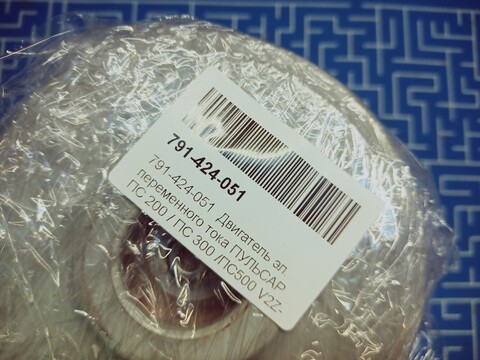 791-424-051
791-424-051 Двигатель эл.
переменного тока ПУЛЬСАР
ПС 200 / ПС 300 /ПС500 V2Z-